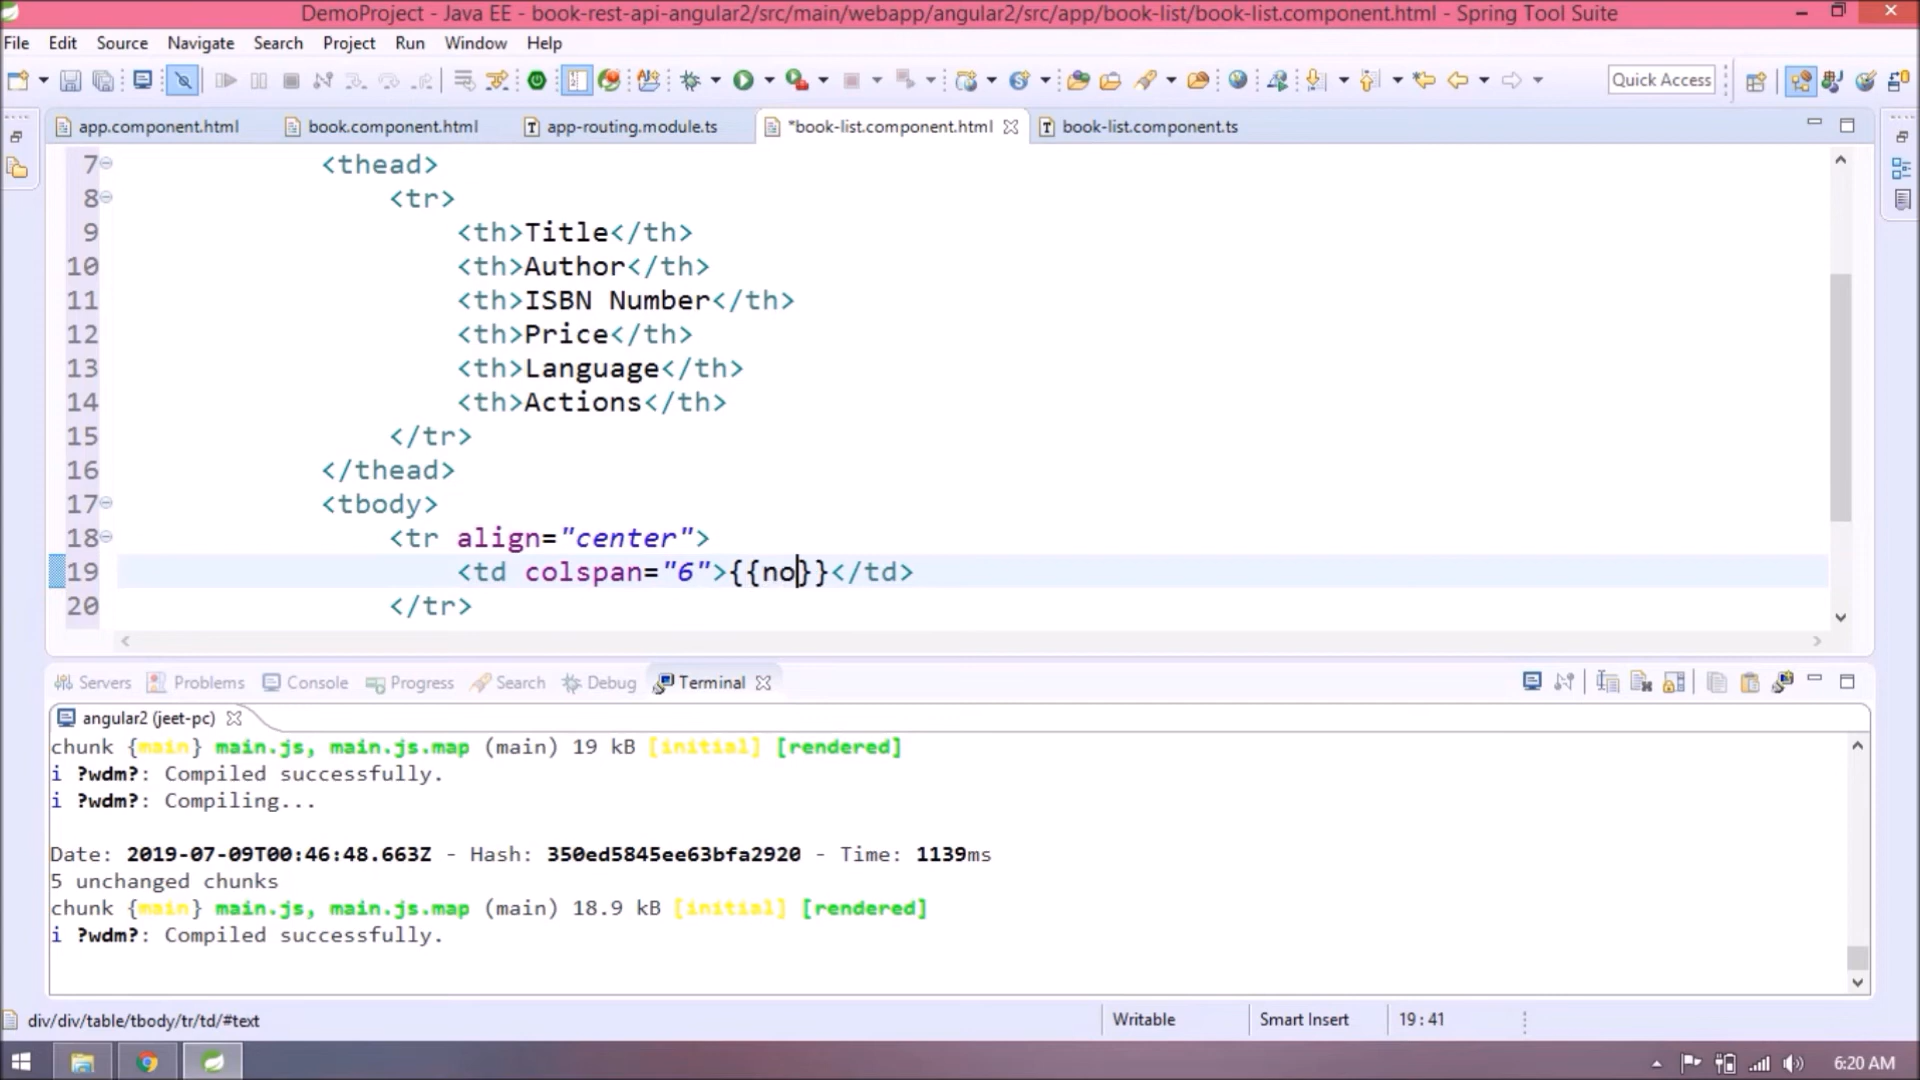 DemoProject - Java EE - book-rest-api-angular2/src/main/webapp/angular2/src/app/book-list/book-list.component.html - Spring Tool Suite
File Edit Source Navigate Search Project Run Window Help
Quick Access
app.component.html book.component.html app-routing.module.ts *book-list.component.html book-list.component.ts
7 <thead>
8 <tr>
9 <th>Title</th>
10 <th>Author</th>
11 <th>ISBN Number</th>
12 <th>Price</th>
13 <th>Language</th>
14 <th>Actions</th>
15 </tr>
16 </thead>
17 <tbody>
18 <tr align="center">
19 <td colspan="6">{{no}}</td>
20 </tr>
Servers Problems Console Progress Search Debug Terminal
angular2 (jeet-pc)
chunk {main} main.js, main.js.map (main) 19 kB [initial] [rendered]
i ?wdm?: Compiled successfully.
i ?wdm?: Compiling...
Date: 2019-07-09T00:46:48.663Z - Hash: 350ed5845ee63bfa2920 - Time: 1139ms
5 unchanged chunks
chunk {main} main.js, main.js.map (main) 18.9 kB [initial] [rendered]
i ?wdm?: Compiled successfully.
div/div/table/tbody/tr/td/#text Writable Smart Insert 19 : 41
6:20 AM